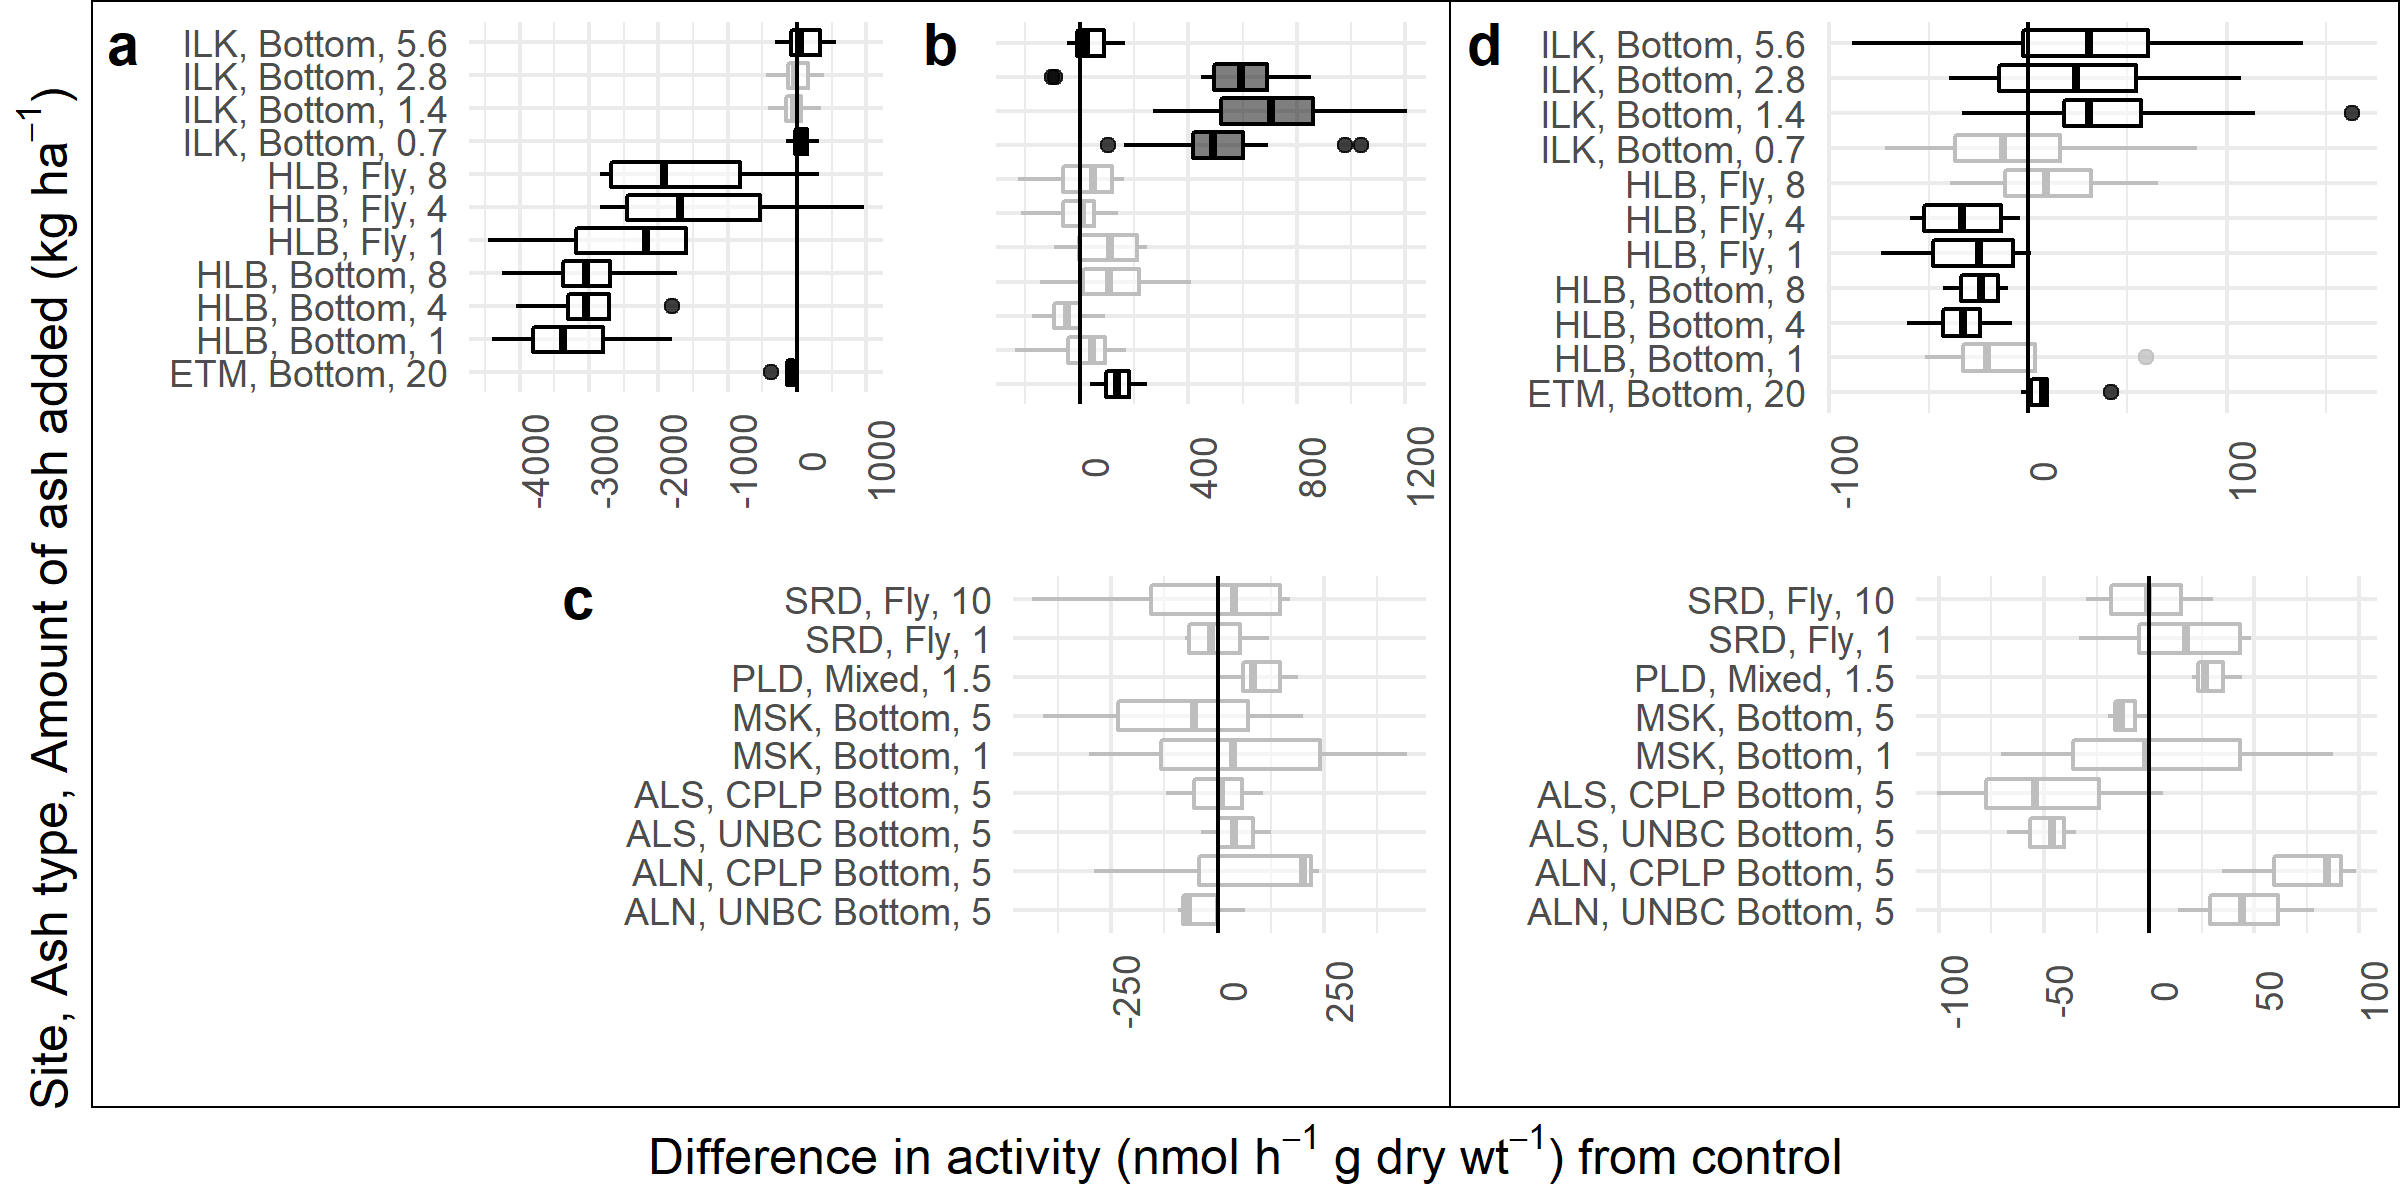 Site, Ash type, Amount of ash added (kg ha⁻¹)
a
ILK, Bottom, 5.6
ILK, Bottom, 2.8
ILK, Bottom, 1.4
ILK, Bottom, 0.7
HLB, Fly, 8
HLB, Fly, 4
HLB, Fly, 1
HLB, Bottom, 8
HLB, Bottom, 4
HLB, Bottom, 1
ETM, Bottom, 20
-4000 -3000 -2000 -1000 0 1000
b
0 400 800 1200
c
SRD, Fly, 10
SRD, Fly, 1
PLD, Mixed, 1.5
MSK, Bottom, 5
MSK, Bottom, 1
ALS, CPLP Bottom, 5
ALS, UNBC Bottom, 5
ALN, CPLP Bottom, 5
ALN, UNBC Bottom, 5
-250 0 250
d
ILK, Bottom, 5.6
ILK, Bottom, 2.8
ILK, Bottom, 1.4
ILK, Bottom, 0.7
HLB, Fly, 8
HLB, Fly, 4
HLB, Fly, 1
HLB, Bottom, 8
HLB, Bottom, 4
HLB, Bottom, 1
ETM, Bottom, 20
-100 0 100
SRD, Fly, 10
SRD, Fly, 1
PLD, Mixed, 1.5
MSK, Bottom, 5
MSK, Bottom, 1
ALS, CPLP Bottom, 5
ALS, UNBC Bottom, 5
ALN, CPLP Bottom, 5
ALN, UNBC Bottom, 5
-100 -50 0 50 100
Difference in activity (nmol h⁻¹ g dry wt⁻¹) from control